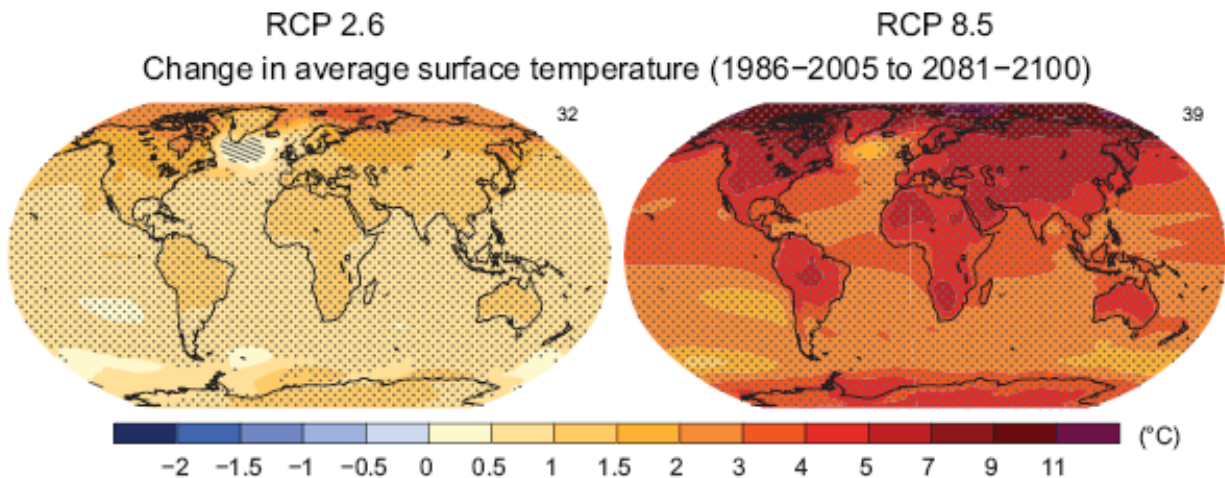 RCP 2.6 RCP 8.5
Change in average surface temperature (1986−2005 to 2081−2100)
32 39
(°C)
−2 −1.5 −1 −0.5 0 0.5 1 1.5 2 3 4 5 7 9 11